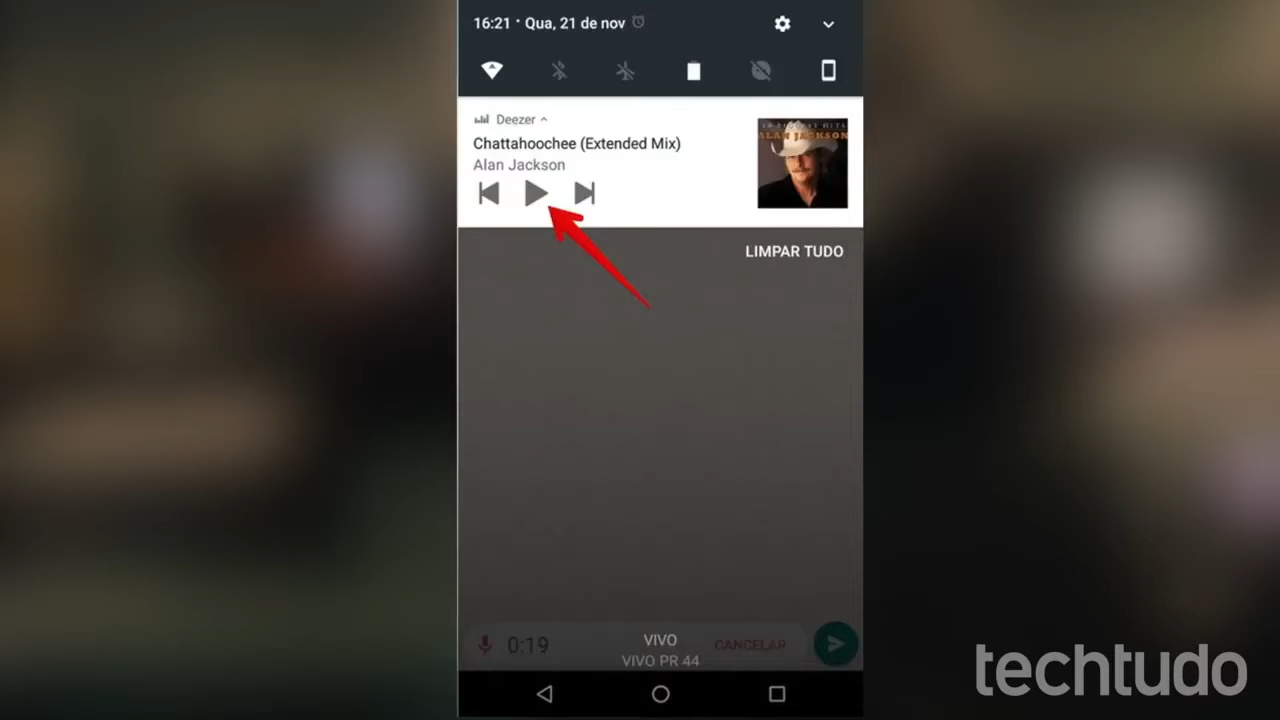 16:21 · Qua, 21 de nov
Deezer
Chattahoochee (Extended Mix)
Alan Jackson
ALAN JACKSON
LIMPAR TUDO
0:19
VIVO
CANCELAR
VIVO PR 44
techtudo